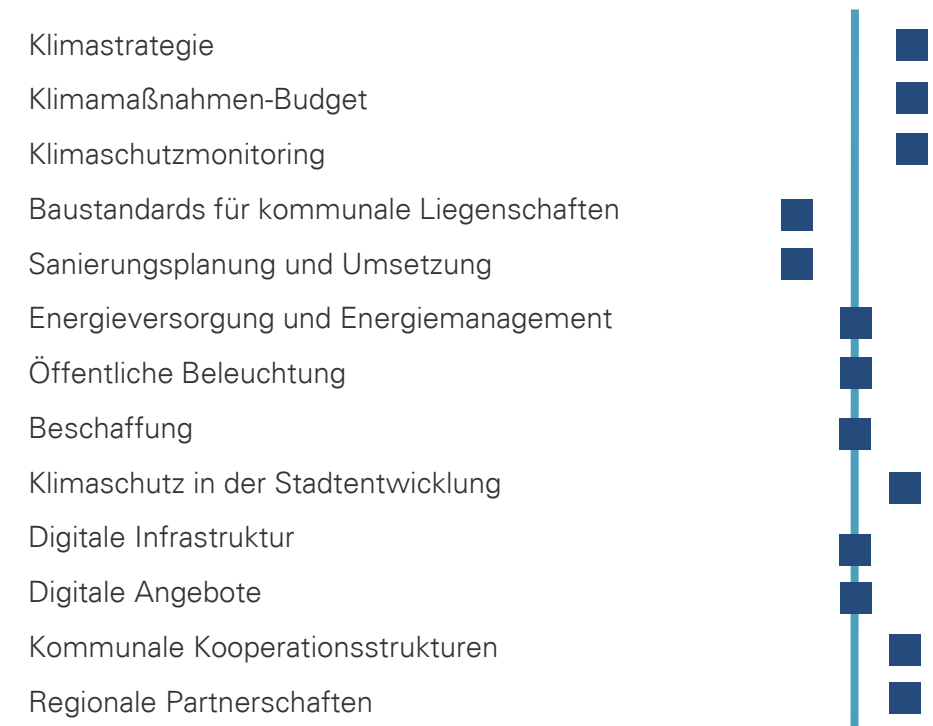 Klimastrategie
Klimamaßnahmen-Budget
Klimaschutzmonitoring
Baustandards für kommunale Liegenschaften
Sanierungsplanung und Umsetzung
Energieversorgung und Energiemanagement
Öffentliche Beleuchtung
Beschaffung
Klimaschutz in der Stadtentwicklung
Digitale Infrastruktur
Digitale Angebote
Kommunale Kooperationsstrukturen
Regionale Partnerschaften